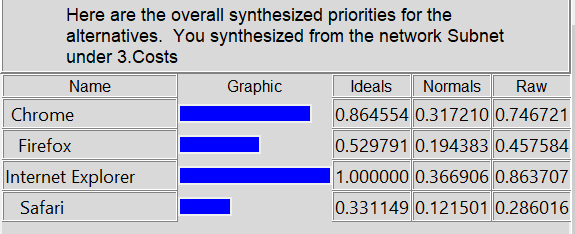 Here are the overall synthesized priorities for the
alternatives. You synthesized from the network Subnet
under 3.Costs
Name Graphic Ideals Normals Raw
Chrome 0.864554 0.317210 0.746721
Firefox 0.529791 0.194383 0.457584
Internet Explorer 1.000000 0.366906 0.863707
Safari 0.331149 0.121501 0.286016